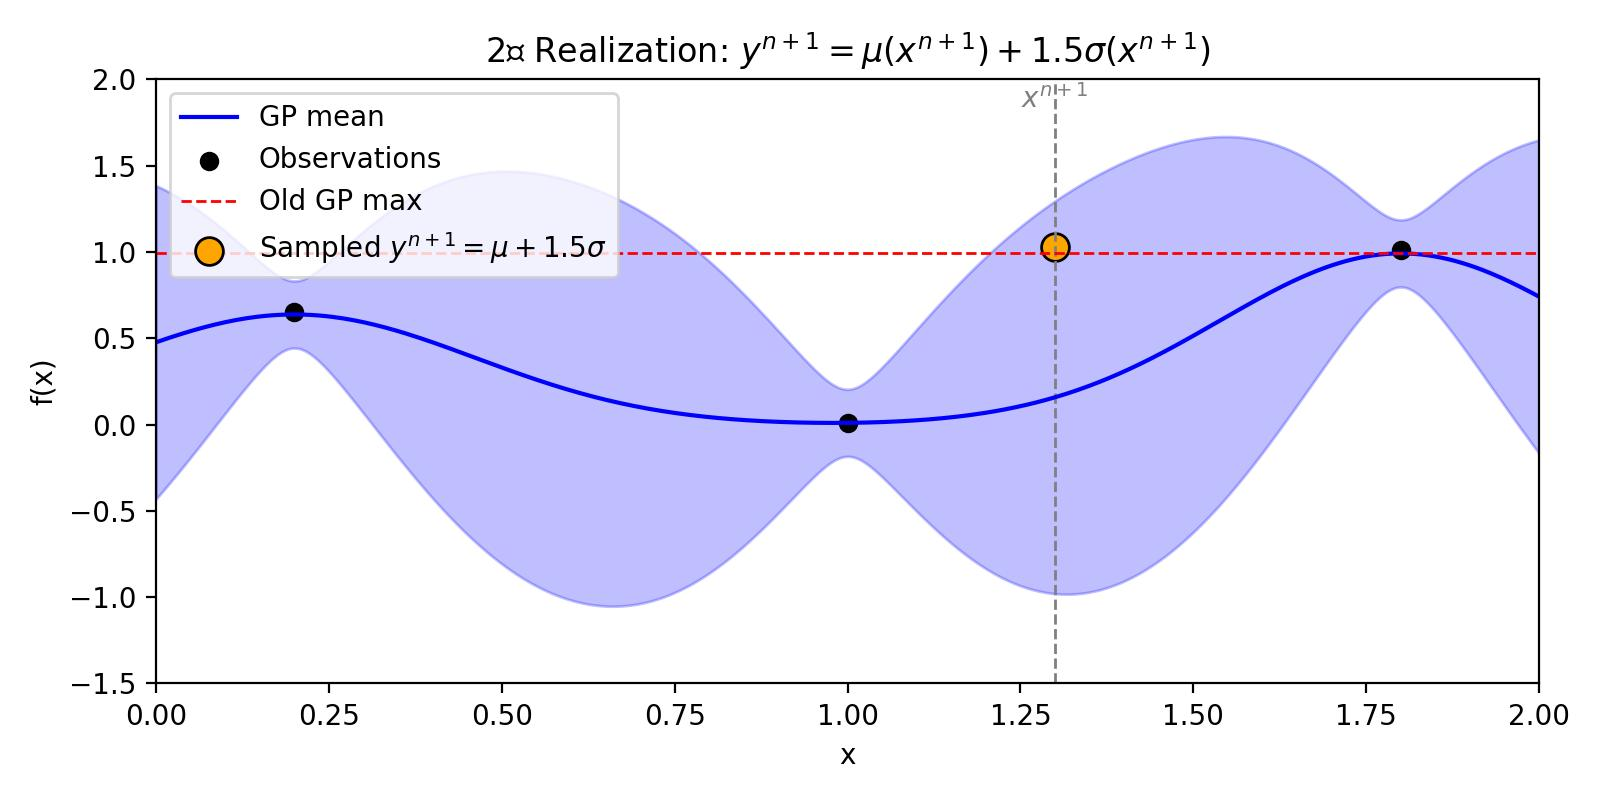 2 Realization: $y^{n+1} = \mu(x^{n+1}) + 1.5\sigma(x^{n+1})$
GP mean
Observations
Old GP max
Sampled $y^{n+1} = \mu + 1.5\sigma$
$x^{n+1}$
f(x)
2.0
1.5
1.0
0.5
0.0
−0.5
−1.0
−1.5
0.00 0.25 0.50 0.75 1.00 1.25 1.50 1.75 2.00
x